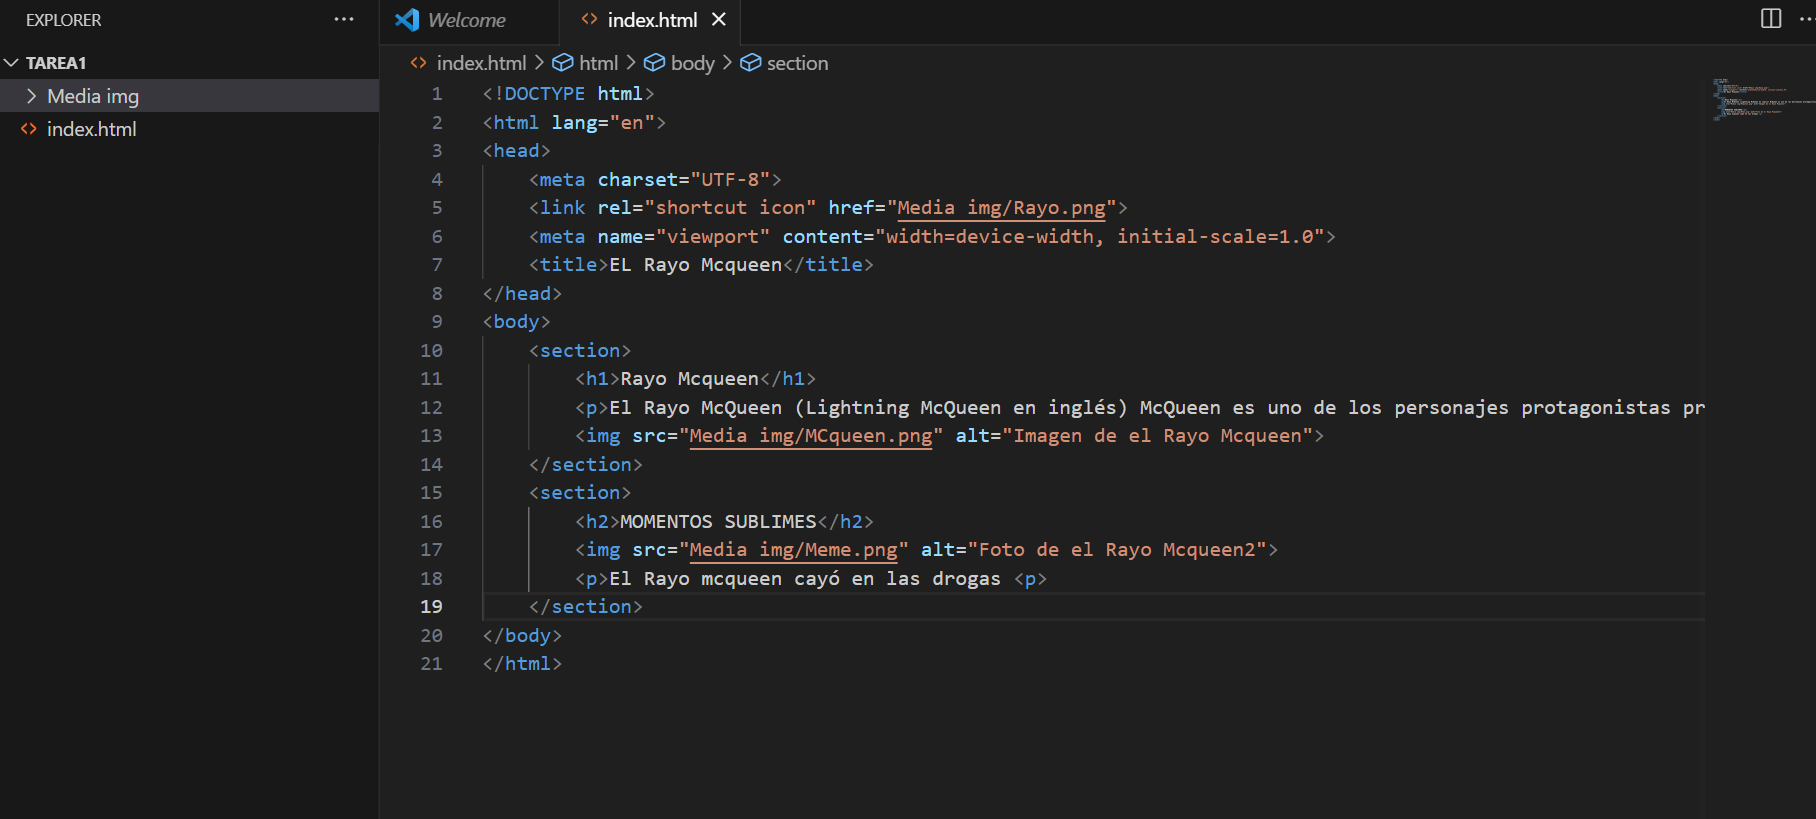 EXPLORER
TAREA1
Media img
index.html
Welcome
index.html
index.html > html > body > section
1 <!DOCTYPE html>
2 <html lang="en">
3 <head>
4 <meta charset="UTF-8">
5 <link rel="shortcut icon" href="Media img/Rayo.png">
6 <meta name="viewport" content="width=device-width, initial-scale=1.0">
7 <title>EL Rayo Mcqueen</title>
8 </head>
9 <body>
10 <section>
11 <h1>Rayo Mcqueen</h1>
12 <p>El Rayo McQueen (Lightning McQueen en inglés) McQueen es uno de los personajes protagonistas pr
13 <img src="Media img/MCqueen.png" alt="Imagen de el Rayo Mcqueen">
14 </section>
15 <section>
16 <h2>MOMENTOS SUBLIMES</h2>
17 <img src="Media img/Meme.png" alt="Foto de el Rayo Mcqueen2">
18 <p>El Rayo mcqueen cayó en las drogas <p>
19 </section>
20 </body>
21 </html>